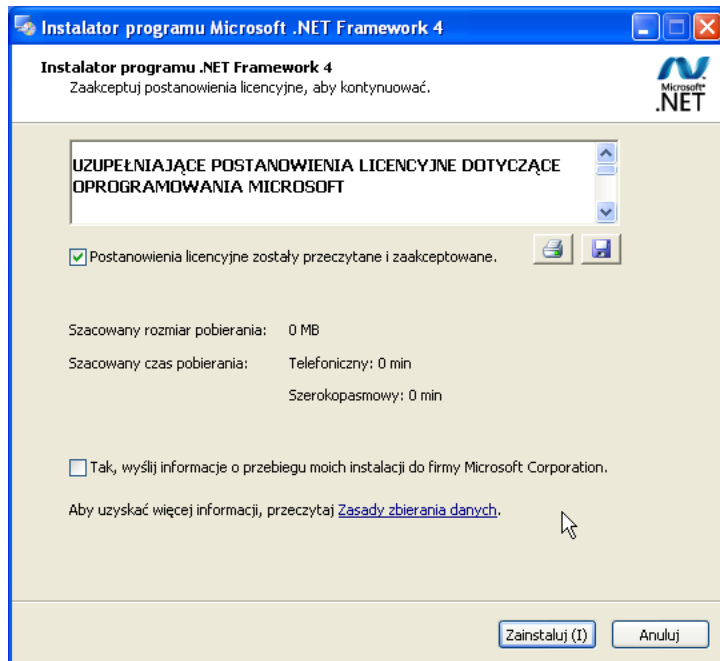 Instalator programu Microsoft .NET Framework 4
Instalator programu .NET Framework 4
Zaakceptuj postanowienia licencyjne, aby kontynuować.
Microsoft®
.NET
UZUPEŁNIAJĄCE POSTANOWIENIA LICENCYJNE DOTYCZĄCE
OPROGRAMOWANIA MICROSOFT
Postanowienia licencyjne zostały przeczytane i zaakceptowane.
Szacowany rozmiar pobierania: 0 MB
Szacowany czas pobierania: Telefoniczny: 0 min
Szerokopasmowy: 0 min
Tak, wyślij informacje o przebiegu moich instalacji do firmy Microsoft Corporation.
Aby uzyskać więcej informacji, przeczytaj Zasady zbierania danych.
Zainstaluj (I) Anuluj